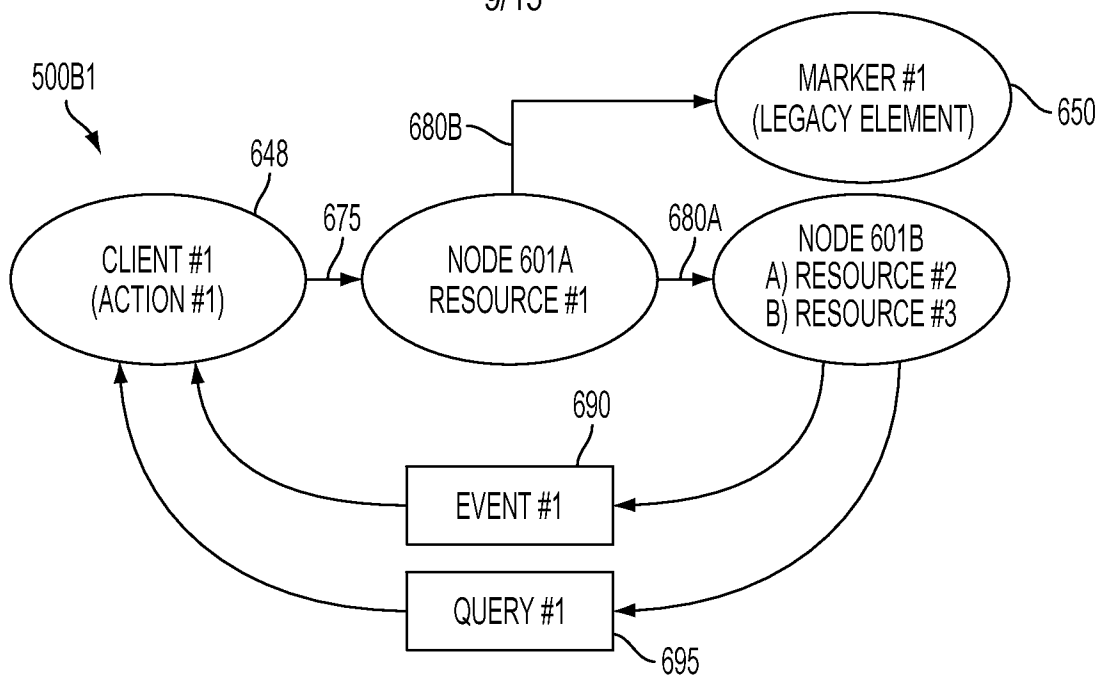 9/15
500B1
MARKER #1
(LEGACY ELEMENT)
650
680B
648
675
680A
CLIENT #1
(ACTION #1)
NODE 601A
RESOURCE #1
NODE 601B
A) RESOURCE #2
B) RESOURCE #3
690
EVENT #1
QUERY #1
695